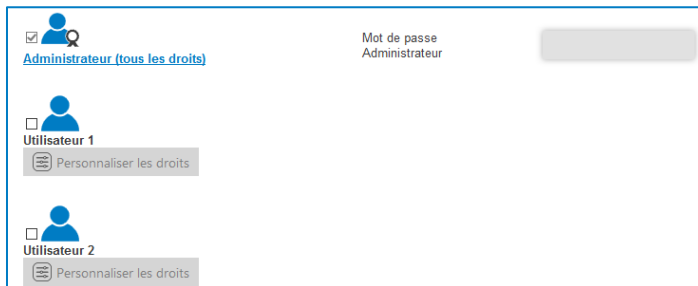 Administrateur (tous les droits)
Mot de passe
Administrateur
Utilisateur 1
Personnaliser les droits
Utilisateur 2
Personnaliser les droits